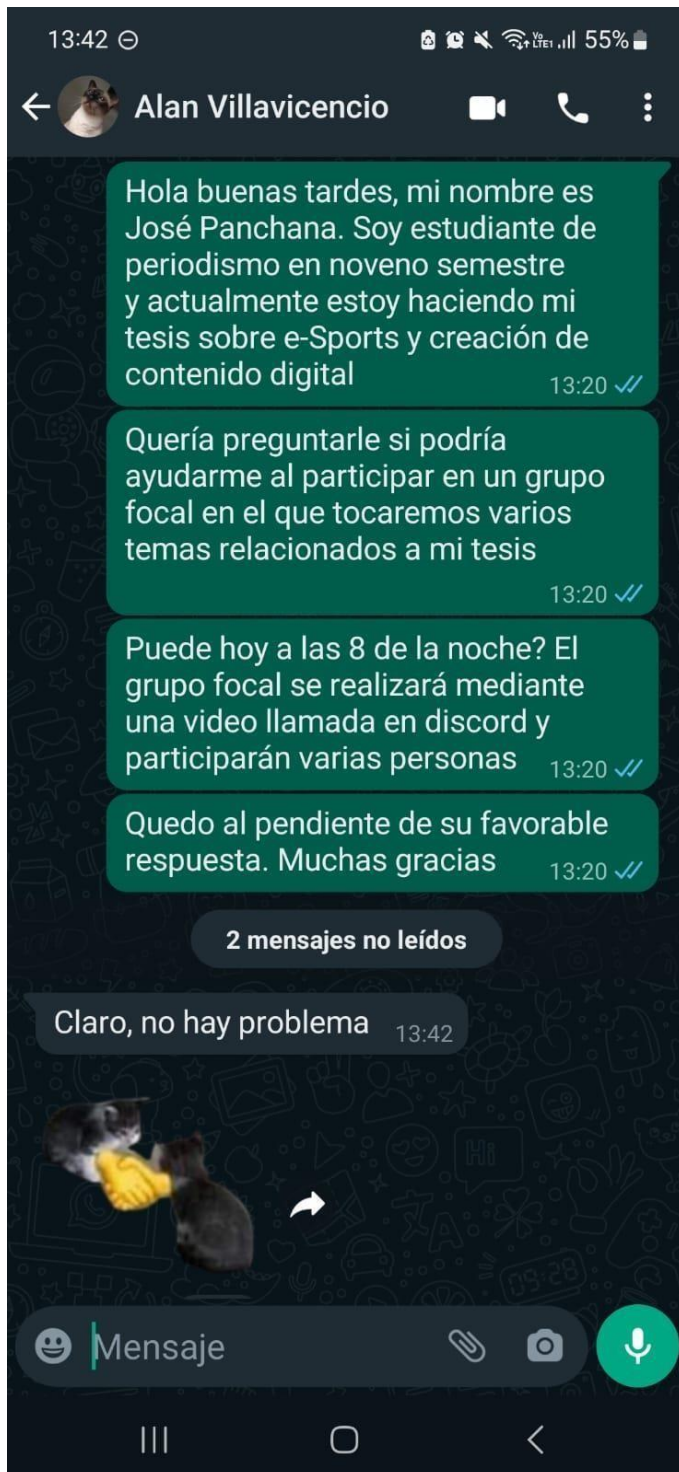 13:42
55%
Alan Villavicencio
Hola buenas tardes, mi nombre es
José Panchana. Soy estudiante de
periodismo en noveno semestre
y actualmente estoy haciendo mi
tesis sobre e-Sports y creación de
contenido digital
13:20
Quería preguntarle si podría
ayudarme al participar en un grupo
focal en el que tocaremos varios
temas relacionados a mi tesis
13:20
Puede hoy a las 8 de la noche? El
grupo focal se realizará mediante
una video llamada en discord y
participarán varias personas
13:20
Quedo al pendiente de su favorable
respuesta. Muchas gracias
13:20
2 mensajes no leídos
Claro, no hay problema
13:42
Hi
09:28
Mensaje